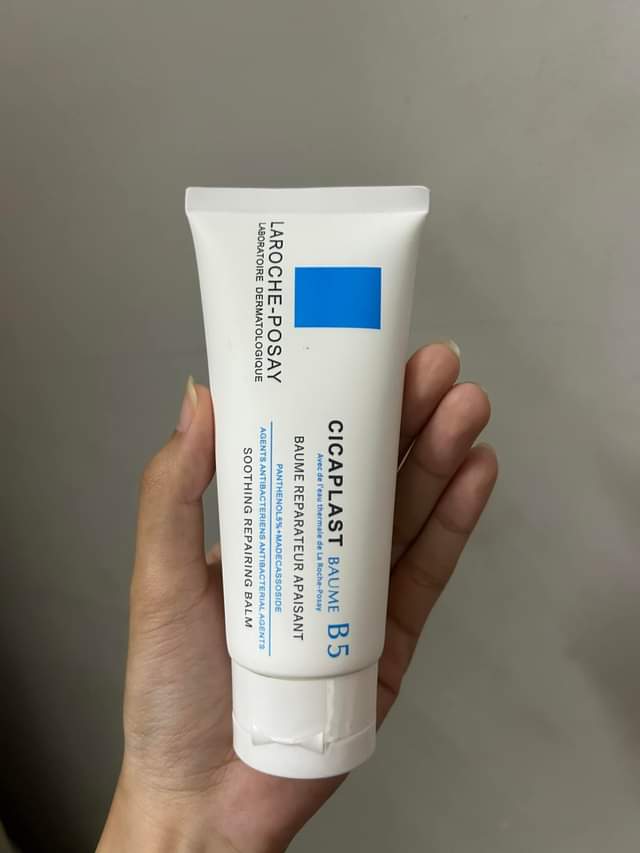 LAROCHE-POSAY
LABORATOIRE DERMATOLOGIQUE
CICAPLAST BAUME B5
Avec de l'eau thermale de La Roche-Posay
BAUME REPARATEUR APAISANT
PANTHENOL5%+MADECASSOSIDE
AGENTS ANTIBACTERIENS ANTIBACTERIAL AGENTS
SOOTHING REPAIRING BALM